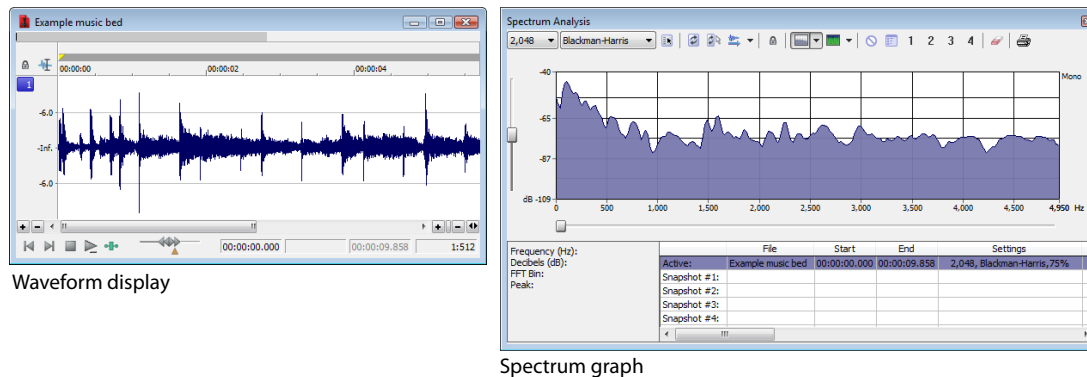 Example music bed
00:00:00 00:00:02 00:00:04
1
-6.0
-Inf.
-6.0
00:00:00.000 00:00:09.858 1:512
Waveform display
Spectrum Analysis
2,048 Blackman-Harris 1 2 3 4
-40 Mono
-65
-87
dB -109
0 500 1,000 1,500 2,000 2,500 3,000 3,500 4,000 4,500 4,950 Hz
Frequency (Hz):
Decibels (dB):
FFT Bin:
Peak:
File Start End Settings
Active: Example music bed 00:00:00.000 00:00:09.858 2,048, Blackman-Harris,75%
Snapshot #1:
Snapshot #2:
Snapshot #3:
Snapshot #4:
Spectrum graph